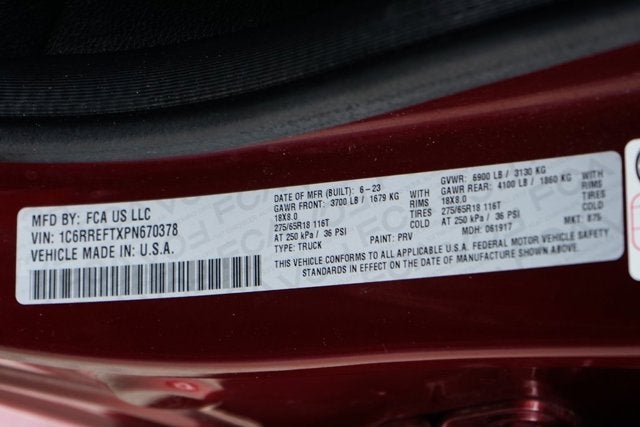 MFD BY: FCA US LLC
VIN: 1C6RREFTXPN670378
VEHICLE MADE IN: U.S.A.
DATE OF MFR (BUILT): 6-23 GVWR: 6900 LB / 3130 KG
GAWR FRONT: 3700 LB / 1679 KG WITH GAWR REAR: 4100 LB / 1860 KG WITH
18X8.0 RIMS 18X8.0 RIMS
275/65R18 116T TIRES 275/65R18 116T TIRES
AT 250 kPa / 36 PSI COLD AT 250 kPa / 36 PSI COLD
TYPE: TRUCK PAINT: PRV MDH: 061917 MKT: 875
THIS VEHICLE CONFORMS TO ALL APPLICABLE U.S.A. FEDERAL MOTOR VEHICLE SAFETY
STANDARDS IN EFFECT ON THE DATE OF MANUFACTURE SHOWN ABOVE.